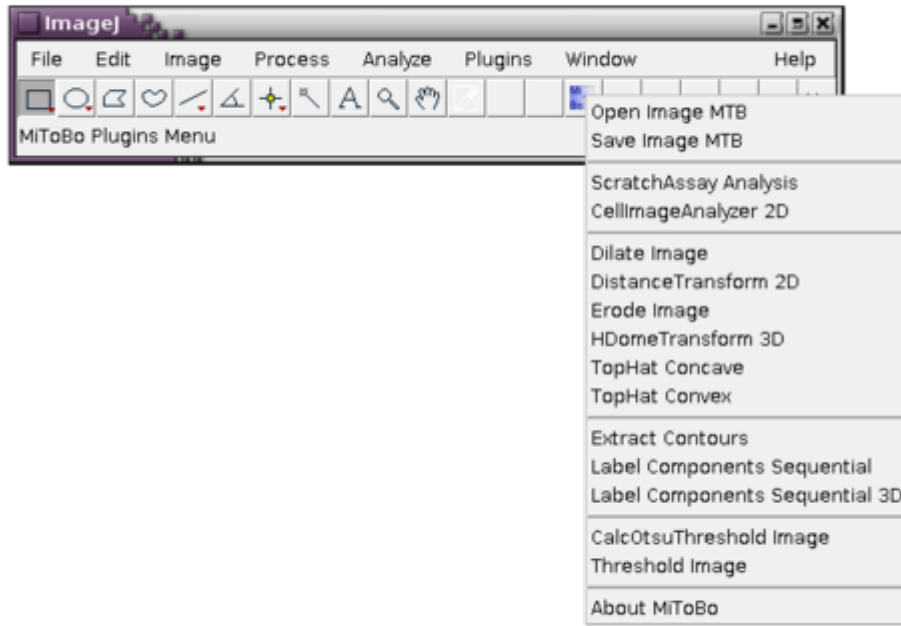 ImageJ
File Edit Image Process Analyze Plugins Window Help
A
MiToBo Plugins Menu
Open Image MTB
Save Image MTB
ScratchAssay Analysis
CellImageAnalyzer 2D
Dilate Image
DistanceTransform 2D
Erode Image
HDomeTransform 3D
TopHat Concave
TopHat Convex
Extract Contours
Label Components Sequential
Label Components Sequential 3D
CalcOtsuThreshold Image
Threshold Image
About MiToBo